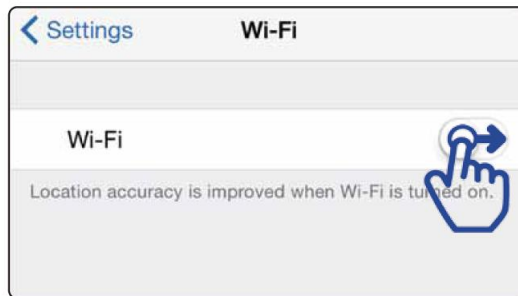 Settings
Wi-Fi
Wi-Fi
Location accuracy is improved when Wi-Fi is turned on.